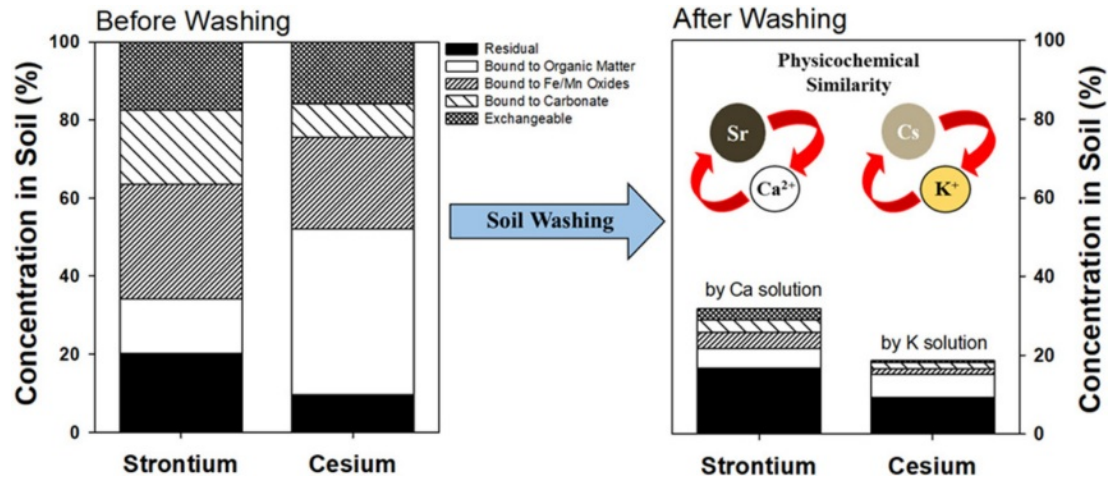 Before Washing
Concentration in Soil (%)
100
80
60
40
20
0
Strontium
Cesium
Residual
Bound to Organic Matter
Bound to Fe/Mn Oxides
Bound to Carbonate
Exchangeable
Soil Washing
After Washing
Physicochemical
Similarity
Sr
Ca²⁺
Cs
K⁺
by Ca solution
by K solution
Strontium
Cesium
100
80
60
40
20
0
Concentration in Soil (%)